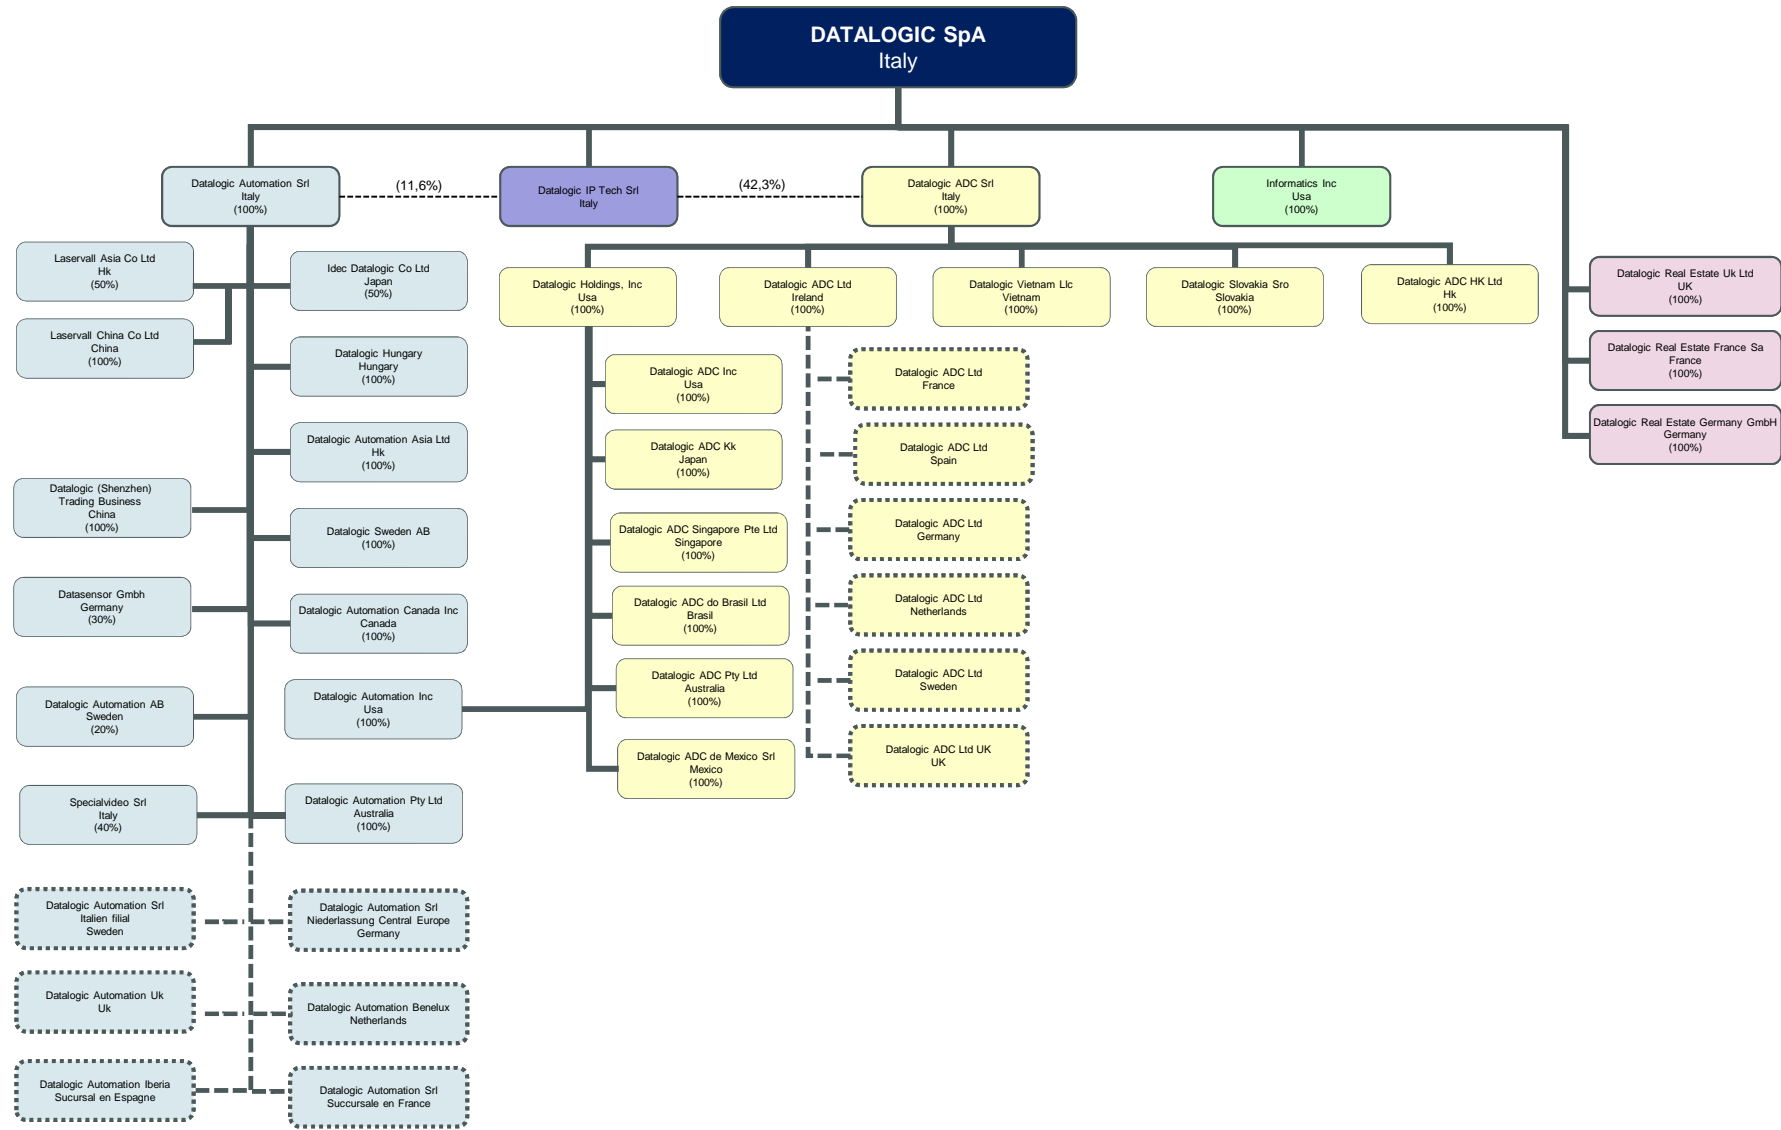 DATALOGIC SpA
Italy
Datalogic Automation Srl
Italy
(100%)
(11,6%)
Datalogic IP Tech Srl
Italy
(42,3%)
Datalogic ADC Srl
Italy
(100%)
Informatics Inc
Usa
(100%)
Laservall Asia Co Ltd
Hk
(50%)
Idec Datalogic Co Ltd
Japan
(50%)
Laservall China Co Ltd
China
(100%)
Datalogic Hungary
Hungary
(100%)
Datalogic Automation Asia Ltd
Hk
(100%)
Datalogic (Shenzhen)
Trading Business
China
(100%)
Datalogic Sweden AB
(100%)
Datasensor Gmbh
Germany
(30%)
Datalogic Automation Canada Inc
Canada
(100%)
Datalogic Automation AB
Sweden
(20%)
Datalogic Automation Inc
Usa
(100%)
Specialvideo Srl
Italy
(40%)
Datalogic Automation Pty Ltd
Australia
(100%)
Datalogic Automation Srl
Italien filial
Sweden
Datalogic Automation Srl
Niederlassung Central Europe
Germany
Datalogic Automation Uk
Uk
Datalogic Automation Benelux
Netherlands
Datalogic Automation Iberia
Sucursal en Espagne
Datalogic Automation Srl
Succursale en France
Datalogic Holdings, Inc
Usa
(100%)
Datalogic ADC Ltd
Ireland
(100%)
Datalogic Vietnam Llc
Vietnam
(100%)
Datalogic Slovakia Sro
Slovakia
(100%)
Datalogic ADC HK Ltd
Hk
(100%)
Datalogic ADC Inc
Usa
(100%)
Datalogic ADC Kk
Japan
(100%)
Datalogic ADC Singapore Pte Ltd
Singapore
(100%)
Datalogic ADC do Brasil Ltd
Brasil
(100%)
Datalogic ADC Pty Ltd
Australia
(100%)
Datalogic ADC de Mexico Srl
Mexico
(100%)
Datalogic ADC Ltd
France
Datalogic ADC Ltd
Spain
Datalogic ADC Ltd
Germany
Datalogic ADC Ltd
Netherlands
Datalogic ADC Ltd
Sweden
Datalogic ADC Ltd UK
UK
Datalogic Real Estate Uk Ltd
UK
(100%)
Datalogic Real Estate France Sa
France
(100%)
Datalogic Real Estate Germany GmbH
Germany
(100%)